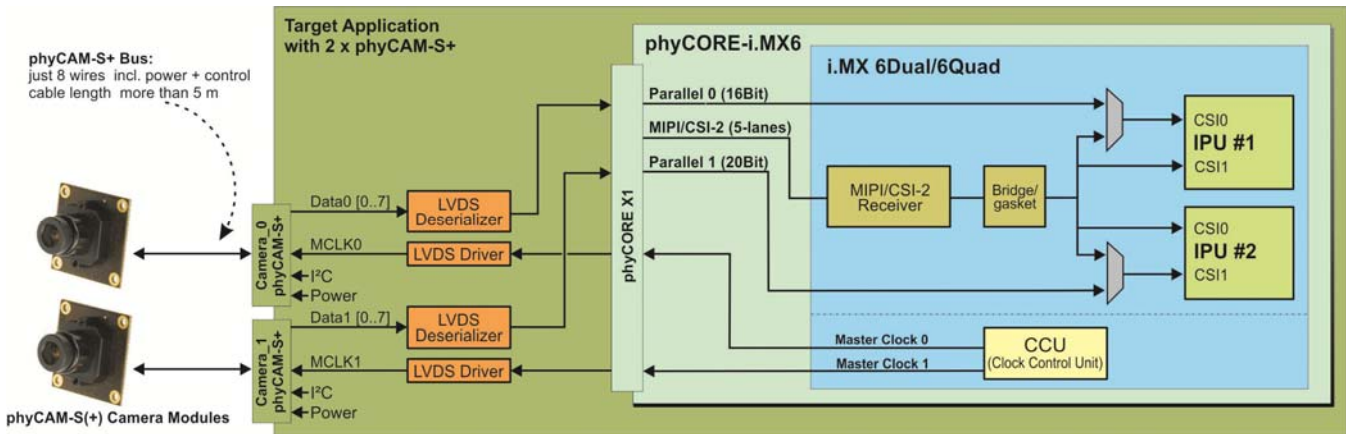 Target Application
with 2 x phyCAM-S+
phyCAM-S+ Bus:
just 8 wires incl. power + control
cable length more than 5 m
phyCORE-i.MX6
i.MX 6Dual/6Quad
Parallel 0 (16Bit)
MIPI/CSI-2 (5-lanes)
Parallel 1 (20Bit)
CSI0
IPU #1
CSI1
MIPI/CSI-2
Receiver
Bridge/
gasket
CSI0
IPU #2
CSI1
phyCORE X1
Camera_0
phyCAM-S+
Data0 [0..7]
LVDS
Deserializer
MCLK0
LVDS Driver
I²C
Power
Camera_1
phyCAM-S+
Data1 [0..7]
LVDS
Deserializer
MCLK1
LVDS Driver
I²C
Power
Master Clock 0
Master Clock 1
CCU
(Clock Control Unit)
phyCAM-S(+) Camera Modules